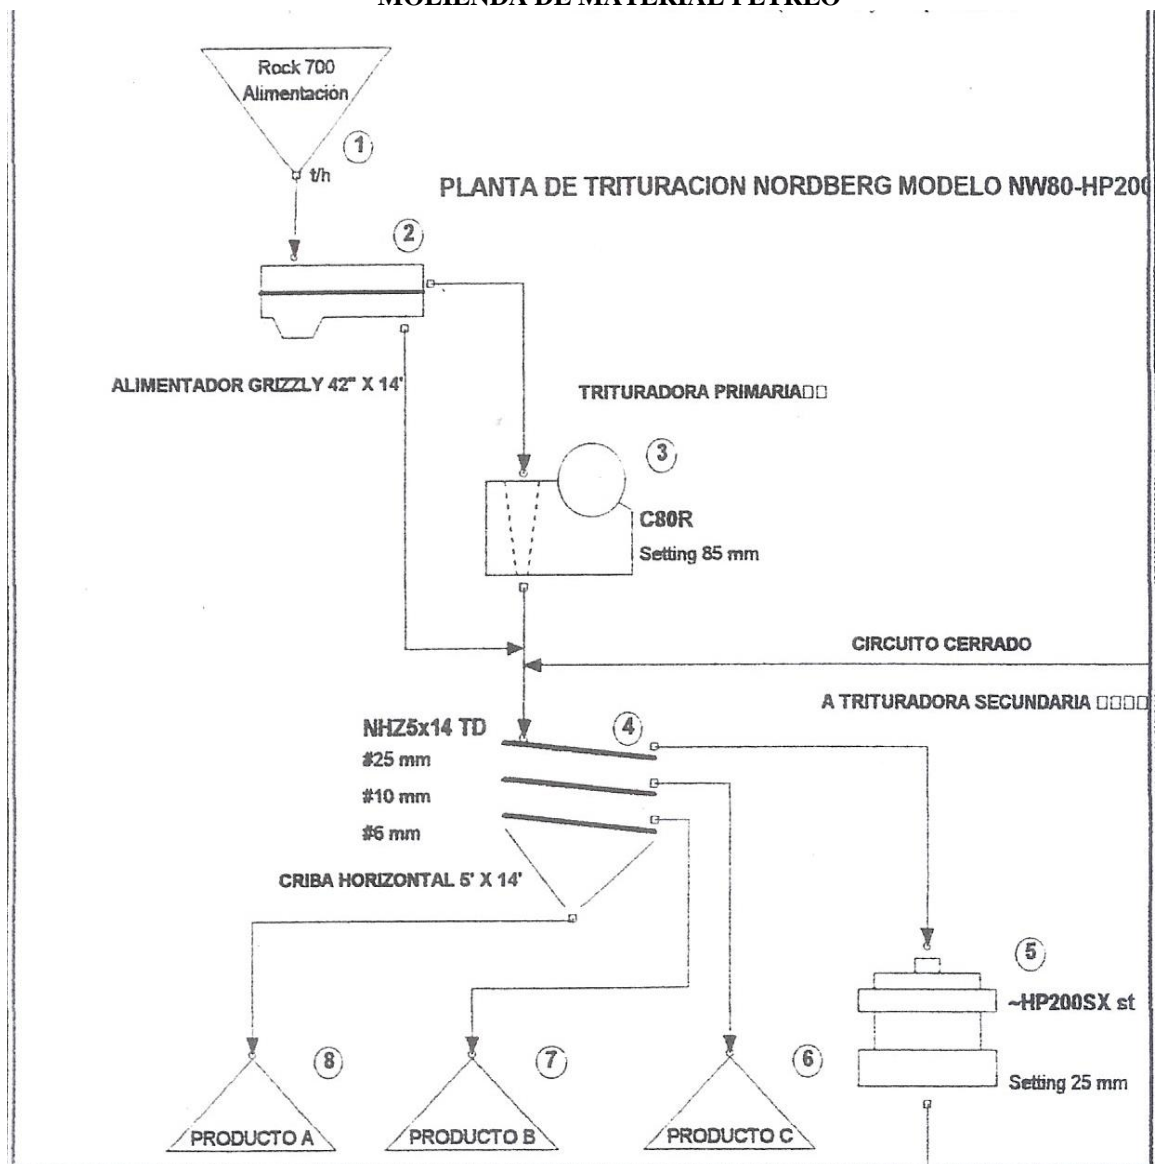 MOLIENDA DE MATERIAL PETREO
Rock 700
Alimentación
1
t/h
PLANTA DE TRITURACION NORDBERG MODELO NW80-HP200
2
ALIMENTADOR GRIZZLY 42" X 14'
TRITURADORA PRIMARIA□□
3
C80R
Setting 85 mm
CIRCUITO CERRADO
A TRITURADORA SECUNDARIA □□□□
NHZ5x14 TD
4
#25 mm
#10 mm
#6 mm
CRIBA HORIZONTAL 5' X 14'
5
~HP200SX st
Setting 25 mm
8
7
6
PRODUCTO A
PRODUCTO B
PRODUCTO C